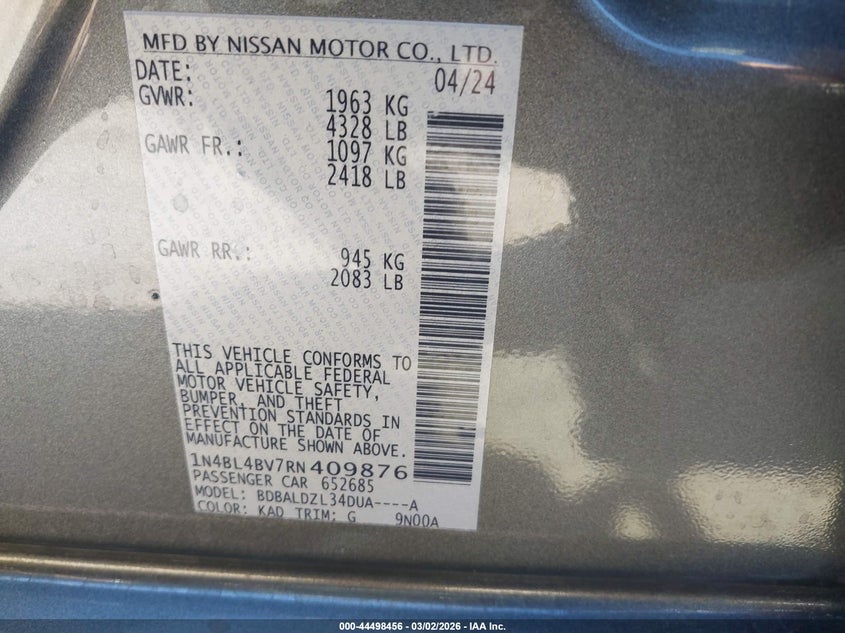 MFD BY NISSAN MOTOR CO., LTD.
DATE: 04/24
GVWR: 1963 KG
4328 LB
GAWR FR.: 1097 KG
2418 LB
GAWR RR.: 945 KG
2083 LB
THIS VEHICLE CONFORMS TO
ALL APPLICABLE FEDERAL
MOTOR VEHICLE SAFETY,
BUMPER, AND THEFT
PREVENTION STANDARDS IN
EFFECT ON THE DATE OF
MANUFACTURE SHOWN ABOVE.
1N4BL4BV7RN409876
PASSENGER CAR 652685
MODEL: BDBALDZL34DUA----A
COLOR: KAD TRIM: G 9N00A
000-44498456 - 03/02/2026 - IAA Inc.